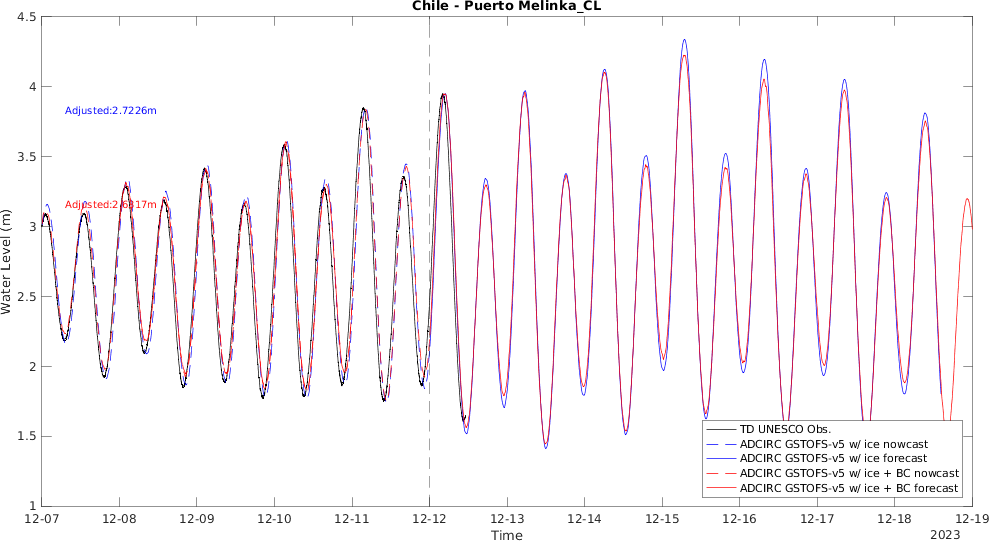 Chile - Puerto Melinka_CL
4.5
4
3.5
3
2.5
2
1.5
1
Water Level (m)
Adjusted:2.7226m
Adjusted:2.6317m
TD UNESCO Obs.
ADCIRC GSTOFS-v5 w/ ice nowcast
ADCIRC GSTOFS-v5 w/ ice forecast
ADCIRC GSTOFS-v5 w/ ice + BC nowcast
ADCIRC GSTOFS-v5 w/ ice + BC forecast
12-07 12-08 12-09 12-10 12-11 12-12 12-13 12-14 12-15 12-16 12-17 12-18 12-19
Time
2023